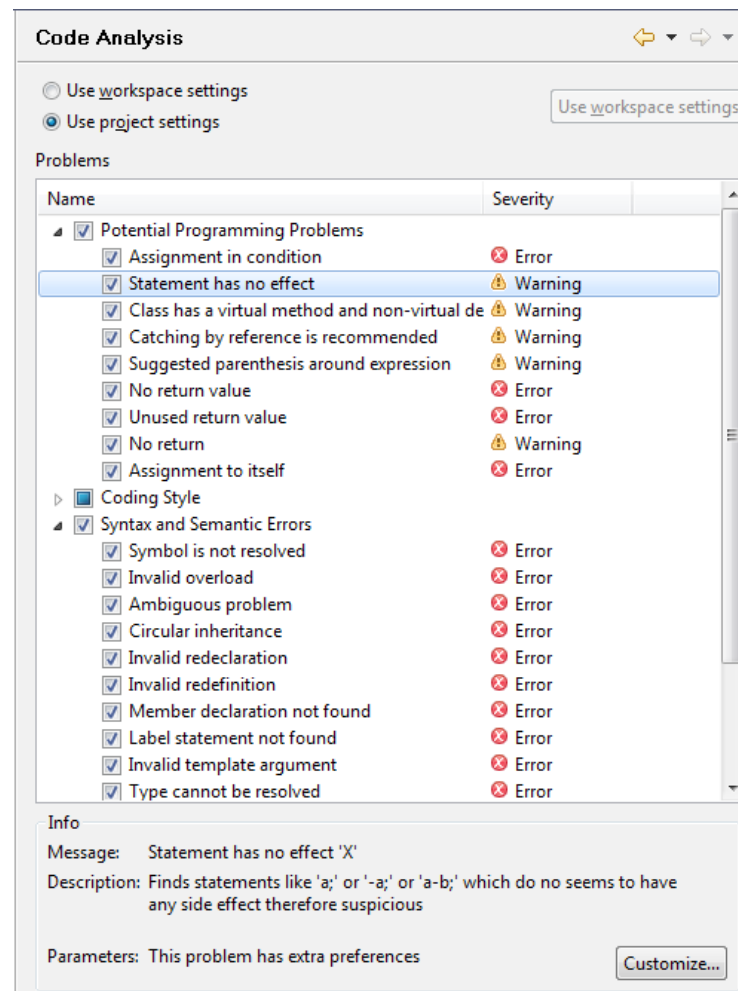 Code Analysis
Use workspace settings
Use workspace settings
Use project settings
Problems
Name Severity
Potential Programming Problems
Assignment in condition Error
Statement has no effect Warning
Class has a virtual method and non-virtual de Warning
Catching by reference is recommended Warning
Suggested parenthesis around expression Warning
No return value Error
Unused return value Error
No return Warning
Assignment to itself Error
Coding Style
Syntax and Semantic Errors
Symbol is not resolved Error
Invalid overload Error
Ambiguous problem Error
Circular inheritance Error
Invalid redeclaration Error
Invalid redefinition Error
Member declaration not found Error
Label statement not found Error
Invalid template argument Error
Type cannot be resolved Error
Info
Message: Statement has no effect 'X'
Description: Finds statements like 'a;' or '-a;' or 'a-b;' which do no seems to have
any side effect therefore suspicious
Parameters: This problem has extra preferences
Customize...